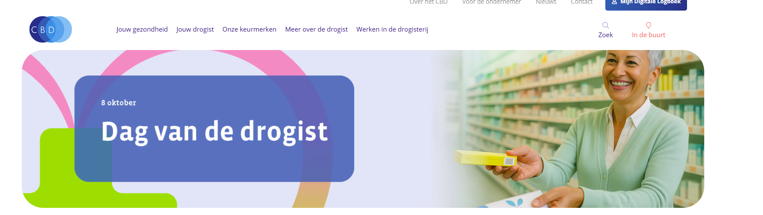 Over het CBD Voor de ondernemer Nieuws Contact Mijn Digitale Logboek
CBD
Jouw gezondheid Jouw drogist Onze keurmerken Meer over de drogist Werken in de drogisterij Zoek In de buurt
8 oktober
Dag van de drogist